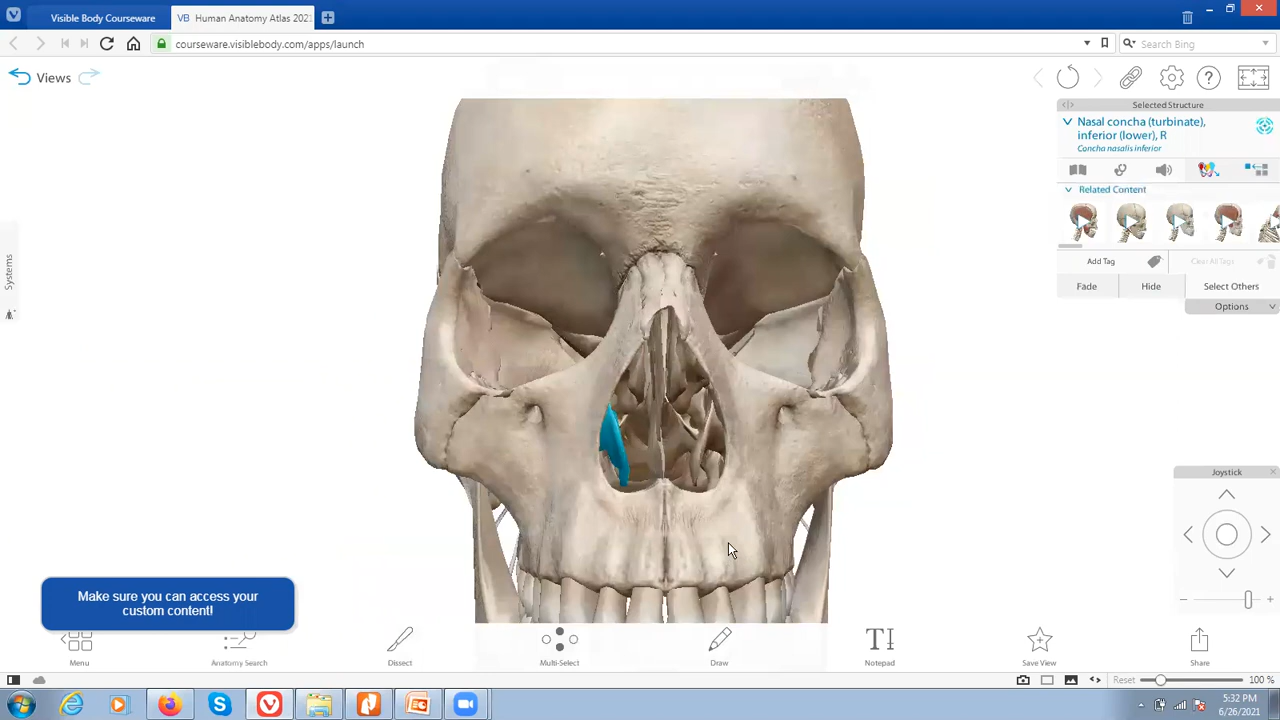 Visible Body Courseware
VB Human Anatomy Atlas 202
courseware.visiblebody.com/apps/launch
Search Bing
Views
Selected Structure
Nasal concha (turbinate),
inferior (lower), R
Concha nasalis inferior
Related Content
Add Tag
Clear All Tags
Fade
Hide
Select Others
Options
Systems
Joystick
Make sure you can access your
custom content!
Menu
Anatomy Search
Dissect
Multi-Select
Draw
Notepad
Save View
Share
Reset
100 %
5:32 PM
6/26/2021